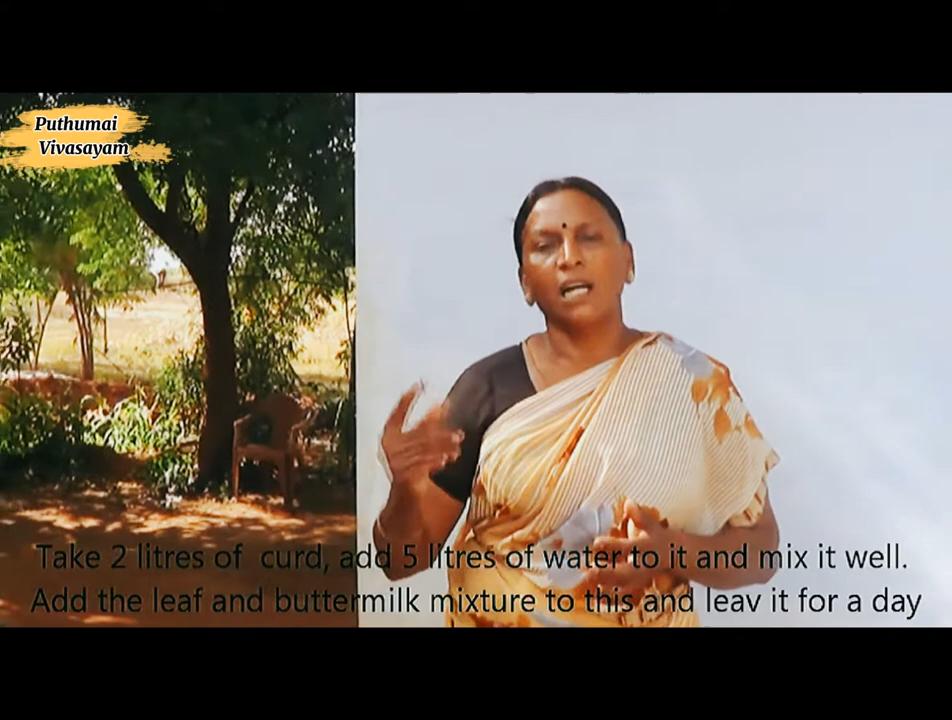 Puthumai
Vivasayam
Take 2 litres of curd, add 5 litres of water to it and mix it well.
Add the leaf and buttermilk mixture to this and leav it for a day